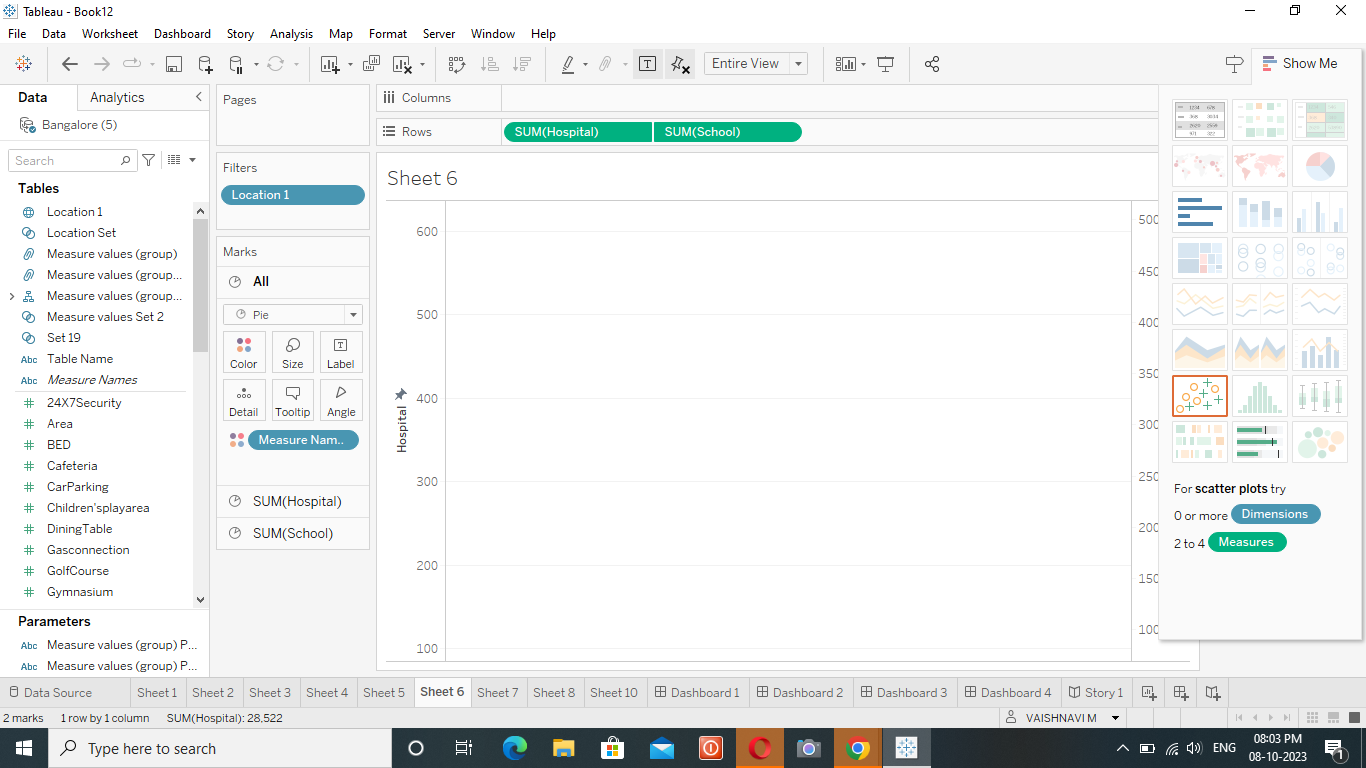 Tableau - Book12
File Data Worksheet Dashboard Story Analysis Map Format Server Window Help
Entire View
Show Me
Data Analytics
Bangalore (5)
Search
Tables
Location 1
Location Set
Measure values (group)
Measure values (group...
Measure values (group...
Measure values Set 2
Set 19
Abc Table Name
Abc Measure Names
24X7Security
Area
BED
Cafeteria
CarParking
Children'splayarea
DiningTable
Gasconnection
GolfCourse
Gymnasium
Parameters
Abc Measure values (group) P...
Abc Measure values (group) P...
Pages
Filters
Location 1
Marks
All
Pie
Color Size Label
Detail Tooltip Angle
Measure Nam..
SUM(Hospital)
SUM(School)
Columns
Rows SUM(Hospital) SUM(School)
Sheet 6
600
500
400
300
200
100
Hospital
500
450
400
350
300
250
200
150
100
For scatter plots try
0 or more Dimensions
2 to 4 Measures
Data Source Sheet 1 Sheet 2 Sheet 3 Sheet 4 Sheet 5 Sheet 6 Sheet 7 Sheet 8 Sheet 10 Dashboard 1 Dashboard 2 Dashboard 3 Dashboard 4 Story 1
2 marks 1 row by 1 column SUM(Hospital): 28,522 VAISHNAVI M
Type here to search
ENG
08:03 PM
08-10-2023
1